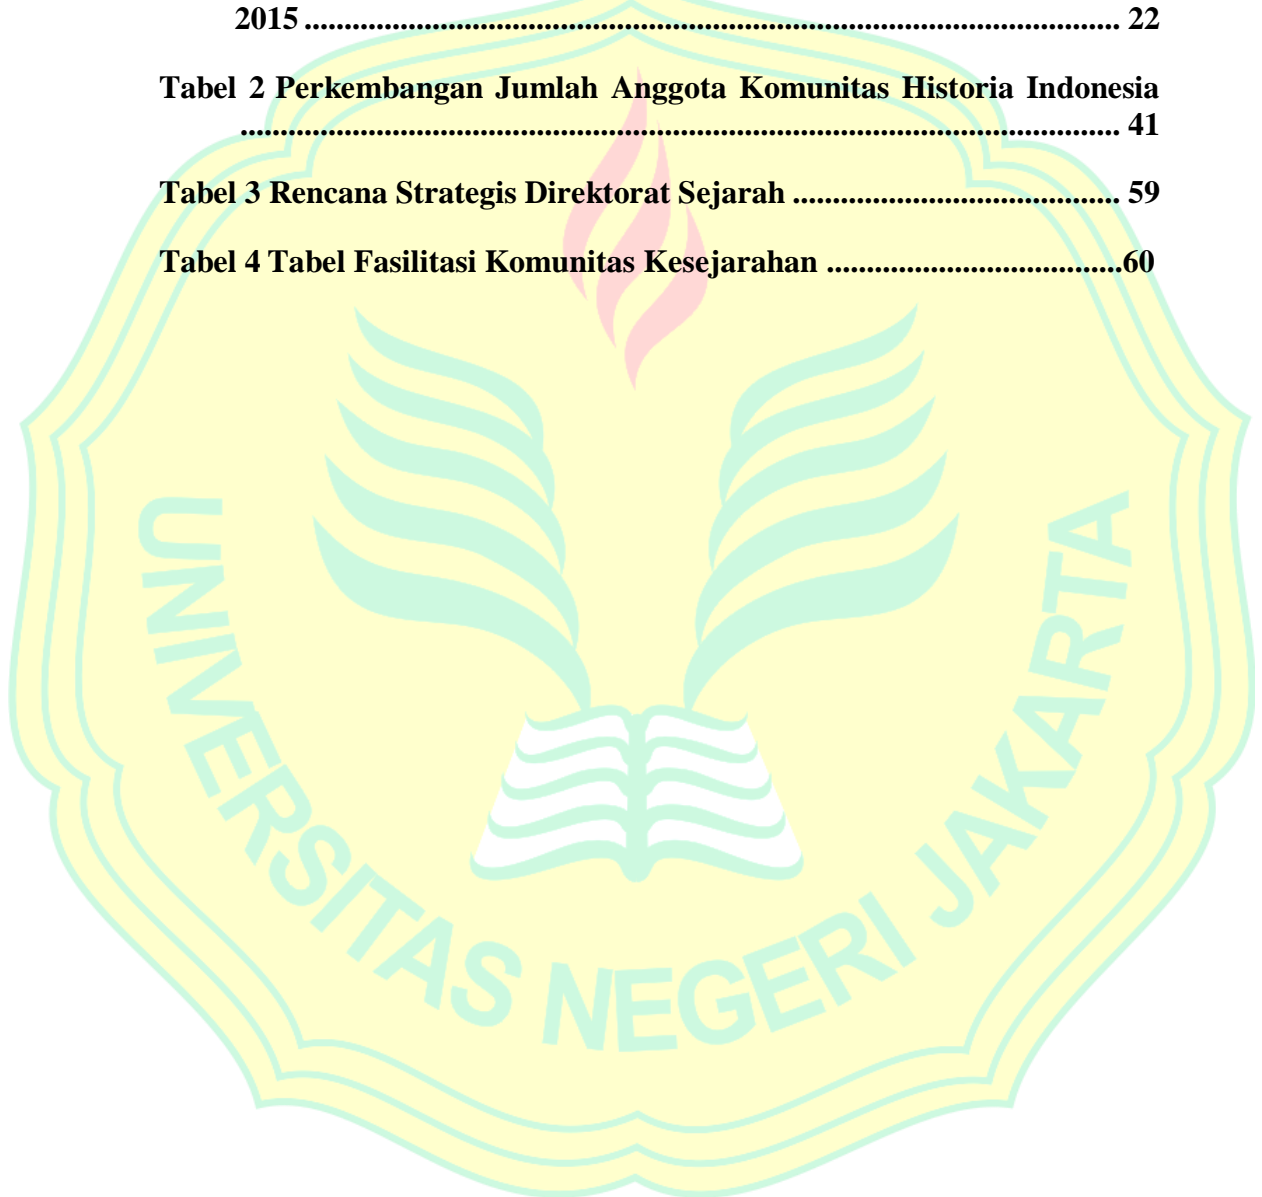 2015 ....................................................................................................... 22
Tabel 2 Perkembangan Jumlah Anggota Komunitas Historia Indonesia
............................................................................................................... 41
Tabel 3 Rencana Strategis Direktorat Sejarah ......................................... 59
Tabel 4 Tabel Fasilitasi Komunitas Kesejarahan .....................................60
UNIVERSITAS NEGERI JAKARTA